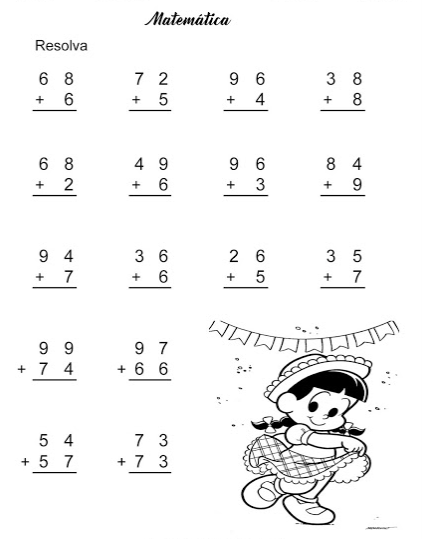 Matemática
Resolva
6 8 7 2 9 6 3 8
+ 6 + 5 + 4 + 8
6 8 4 9 9 6 8 4
+ 2 + 6 + 3 + 9
9 4 3 6 2 6 3 5
+ 7 + 6 + 5 + 7
9 9 9 7
+ 7 4 + 6 6
5 4 7 3
+ 5 7 + 7 3